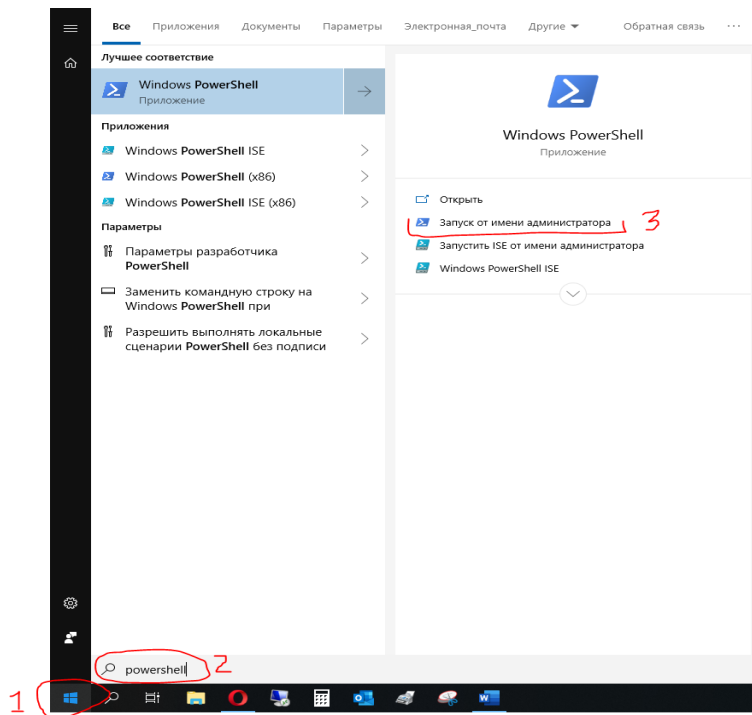 Все Приложения Документы Параметры Электронная_почта Другие Обратная связь ...
Лучшее соответствие
Windows PowerShell
Приложение
Приложения
Windows PowerShell ISE
Windows PowerShell (x86)
Windows PowerShell ISE (x86)
Параметры
Параметры разработчика
PowerShell
Заменить командную строку на
Windows PowerShell при
Разрешить выполнять локальные
сценарии PowerShell без подписи
Windows PowerShell
Приложение
Открыть
Запуск от имени администратора 3
Запустить ISE от имени администратора
Windows PowerShell ISE
powershell 2
1